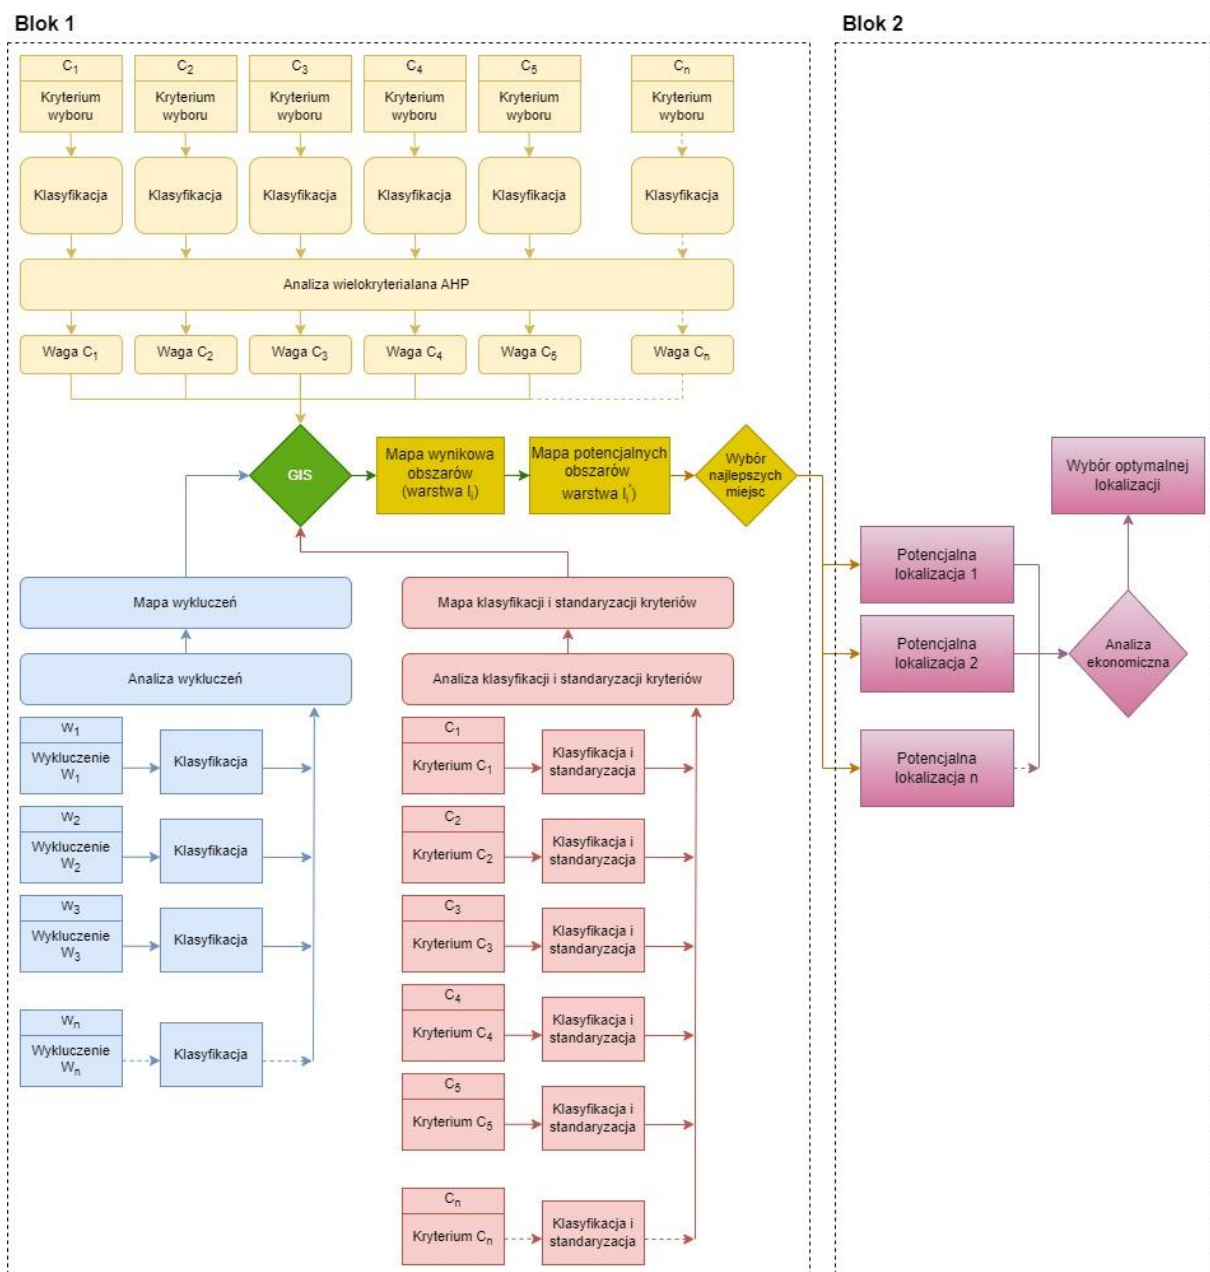 Blok 1
Blok 2
C₁
C₂
C₃
C₄
C₅
Cₙ
Kryterium
wyboru
Kryterium
wyboru
Kryterium
wyboru
Kryterium
wyboru
Kryterium
wyboru
Kryterium
wyboru
Klasyfikacja
Klasyfikacja
Klasyfikacja
Klasyfikacja
Klasyfikacja
Klasyfikacja
Analiza wielokryterialana AHP
Waga C₁
Waga C₂
Waga C₃
Waga C₄
Waga C₅
Waga Cₙ
GIS
Mapa wynikowa
obszarów
(warstwa Iᵢ)
Mapa potencjalnych
obszarów
warstwa Iᵢ')
Wybór
najlepszych
miejsc
Wybór optymalnej
lokalizacji
Potencjalna
lokalizacja 1
Potencjalna
lokalizacja 2
Potencjalna
lokalizacja n
Analiza
ekonomiczna
Mapa wykluczeń
Analiza wykluczeń
W₁
Wykluczenie
W₁
Klasyfikacja
W₂
Wykluczenie
W₂
Klasyfikacja
W₃
Wykluczenie
W₃
Klasyfikacja
Wₙ
Wykluczenie
Wₙ
Klasyfikacja
Mapa klasyfikacji i standaryzacji kryteriów
Analiza klasyfikacji i standaryzacji kryteriów
C₁
Kryterium C₁
Klasyfikacja i
standaryzacja
C₂
Kryterium C₂
Klasyfikacja i
standaryzacja
C₃
Kryterium C₃
Klasyfikacja i
standaryzacja
C₄
Kryterium C₄
Klasyfikacja i
standaryzacja
C₅
Kryterium C₅
Klasyfikacja i
standaryzacja
Cₙ
Kryterium Cₙ
Klasyfikacja i
standaryzacja